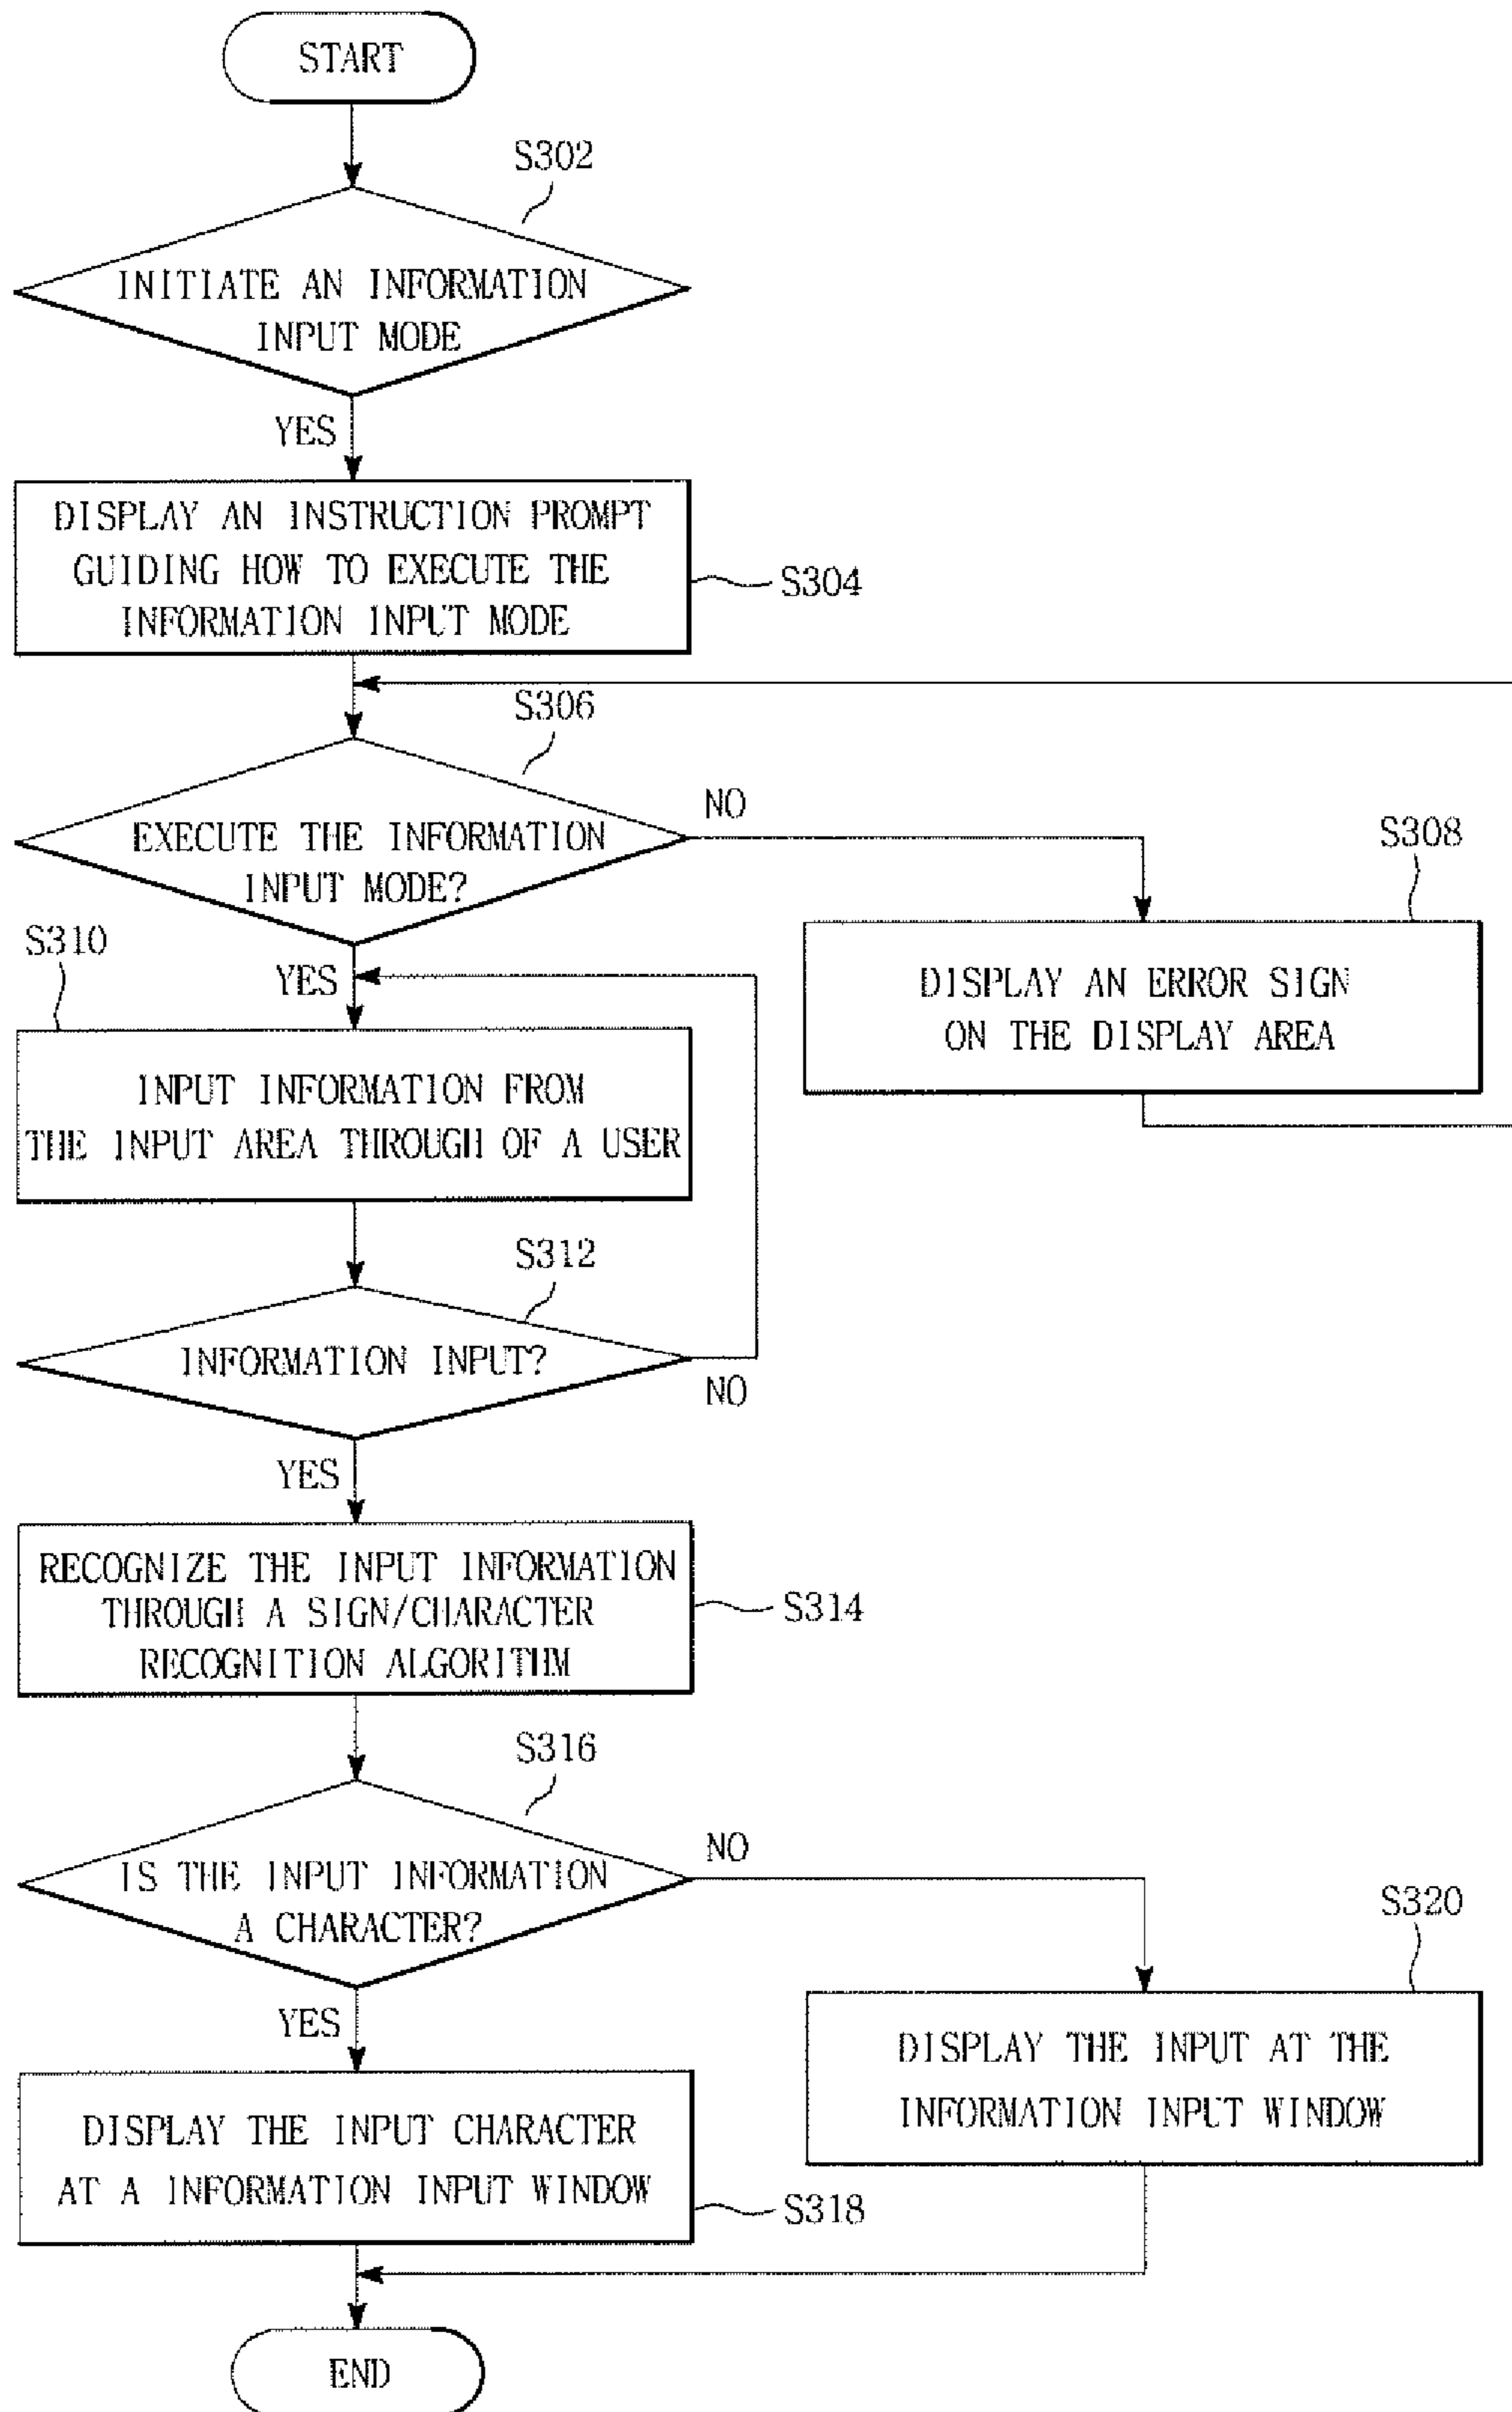 START
S302
INITIATE AN INFORMATION
INPUT MODE
YES
DISPLAY AN INSTRUCTION PROMPT
GUIDING HOW TO EXECUTE THE
INFORMATION INPUT MODE
S304
S306
EXECUTE THE INFORMATION
INPUT MODE?
NO
S308
DISPLAY AN ERROR SIGN
ON THE DISPLAY AREA
YES
S310
INPUT INFORMATION FROM
THE INPUT AREA THROUGH OF A USER
S312
INFORMATION INPUT?
NO
YES
RECOGNIZE THE INPUT INFORMATION
THROUGH A SIGN/CHARACTER
RECOGNITION ALGORITHM
S314
S316
IS THE INPUT INFORMATION
A CHARACTER?
NO
S320
DISPLAY THE INPUT AT THE
INFORMATION INPUT WINDOW
YES
DISPLAY THE INPUT CHARACTER
AT A INFORMATION INPUT WINDOW
S318
END